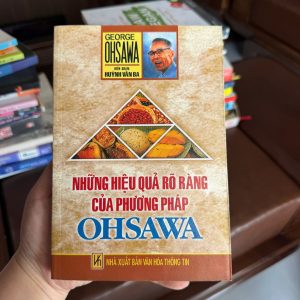 GEORGE
OHSAWA
BIÊN DỊCH
HUỲNH VĂN BA
NHỮNG HIỆU QUẢ RÕ RÀNG
CỦA PHƯƠNG PHÁP
OHSAWA
NHÀ XUẤT BẢN VĂN HÓA THÔNG TIN